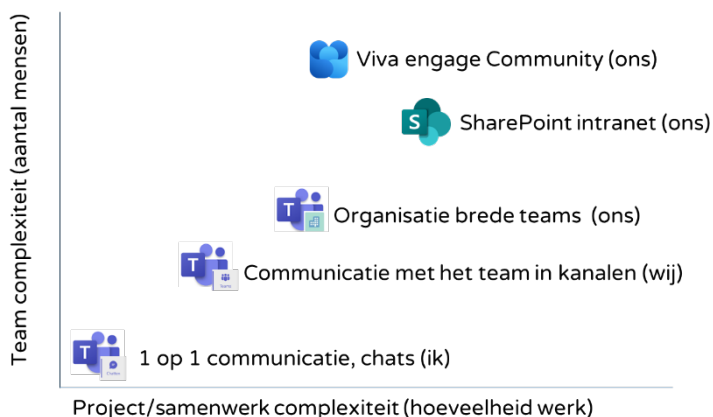 Team complexiteit (aantal mensen)
Viva engage Community (ons)
SharePoint intranet (ons)
Organisatie brede teams (ons)
Communicatie met het team in kanalen (wij)
1 op 1 communicatie, chats (ik)
Project/samenwerk complexiteit (hoeveelheid werk)